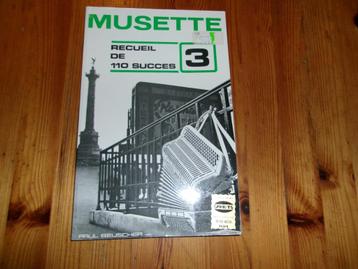 MUSETTE
RECUEIL
DE
110 SUCCES
3
PAUL BEUSCHER